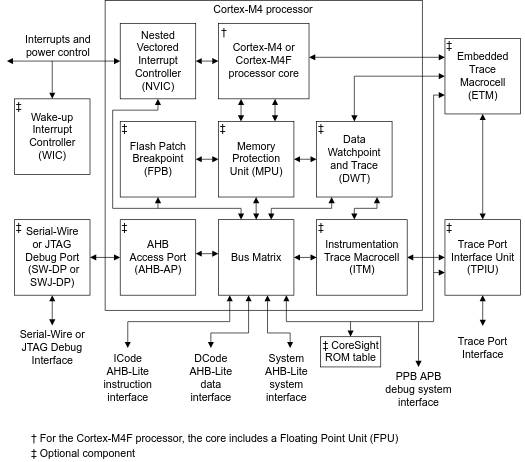 Cortex-M4 processor
Interrupts and
power control
Nested
Vectored
Interrupt
Controller
(NVIC)
†
Cortex-M4 or
Cortex-M4F
processor core
‡
Embedded
Trace
Macrocell
(ETM)
‡
Wake-up
Interrupt
Controller
(WIC)
‡
Flash Patch
Breakpoint
(FPB)
‡
Memory
Protection
Unit (MPU)
‡
Data
Watchpoint
and Trace
(DWT)
‡
Serial-Wire
or JTAG
Debug Port
(SW-DP or
SWJ-DP)
‡
AHB
Access Port
(AHB-AP)
Bus Matrix
‡
Instrumentation
Trace Macrocell
(ITM)
‡
Trace Port
Interface Unit
(TPIU)
Serial-Wire or
JTAG Debug
Interface
ICode
AHB-Lite
instruction
interface
DCode
AHB-Lite
data
interface
System
AHB-Lite
system
interface
‡ CoreSight
ROM table
PPB APB
debug system
interface
Trace Port
Interface
† For the Cortex-M4F processor, the core includes a Floating Point Unit (FPU)
‡ Optional component